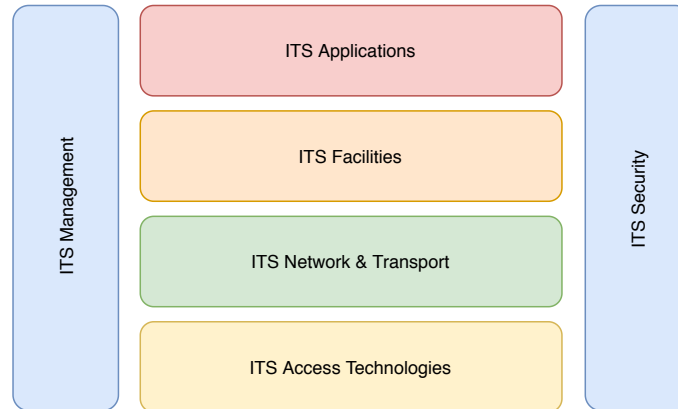 ITS Management
ITS Applications
ITS Facilities
ITS Network & Transport
ITS Access Technologies
ITS Security